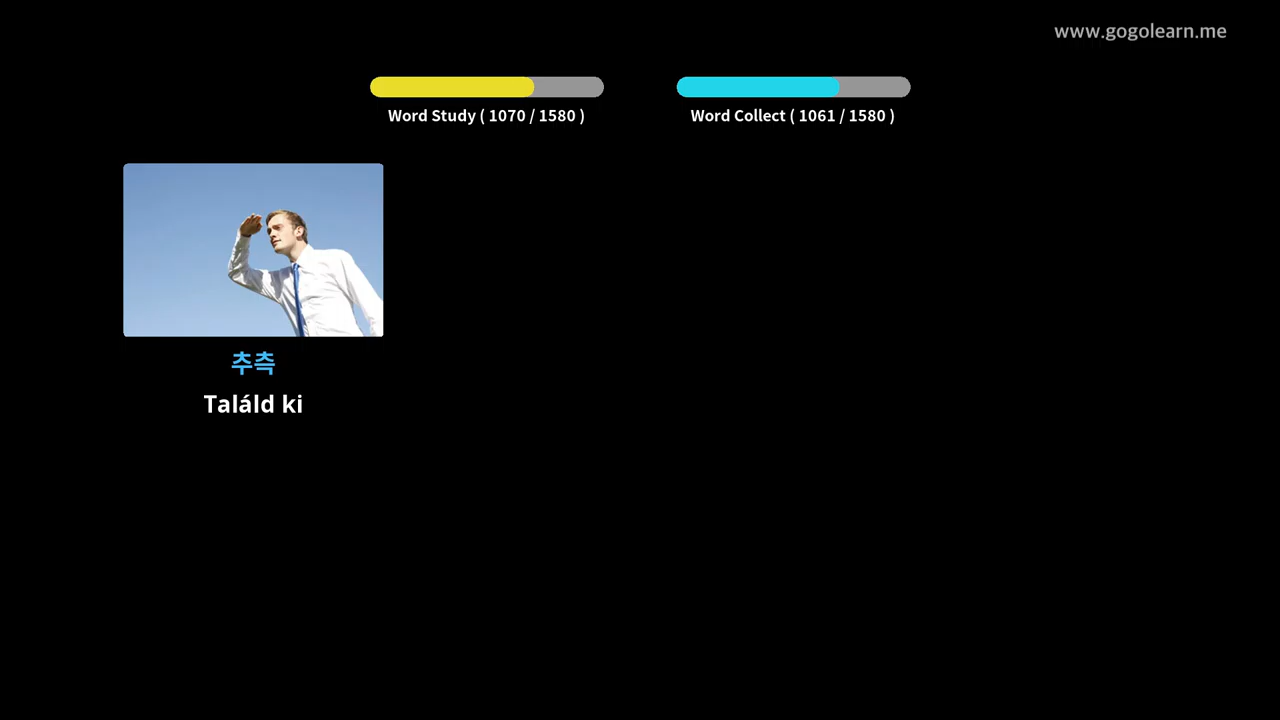 www.gogolearn.me
Word Study ( 1070 / 1580 )
Word Collect ( 1061 / 1580 )
추측
Találd ki